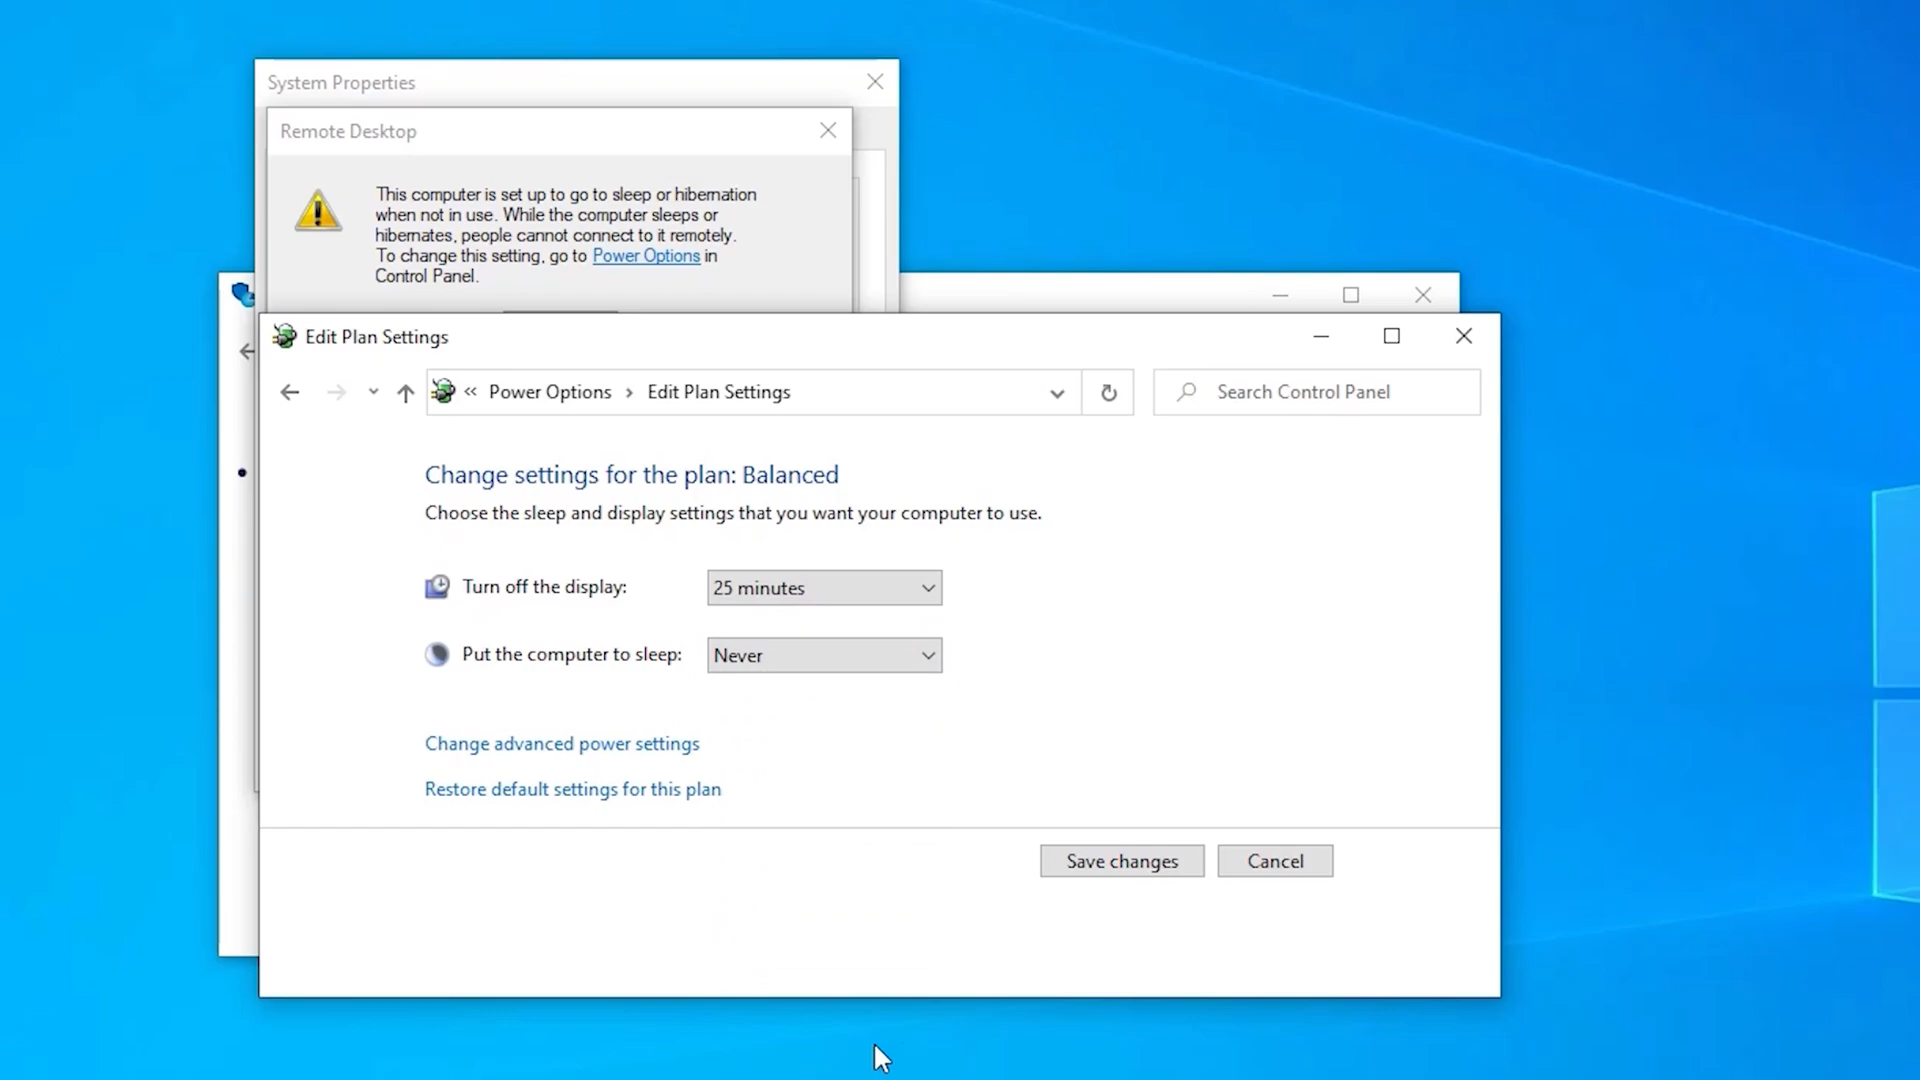 System Properties
Remote Desktop
This computer is set up to go to sleep or hibernation
when not in use. While the computer sleeps or
hibernates, people cannot connect to it remotely.
To change this setting, go to Power Options in
Control Panel.
Edit Plan Settings
« Power Options › Edit Plan Settings
Search Control Panel
Change settings for the plan: Balanced
Choose the sleep and display settings that you want your computer to use.
Turn off the display: 25 minutes
Put the computer to sleep: Never
Change advanced power settings
Restore default settings for this plan
Save changes Cancel